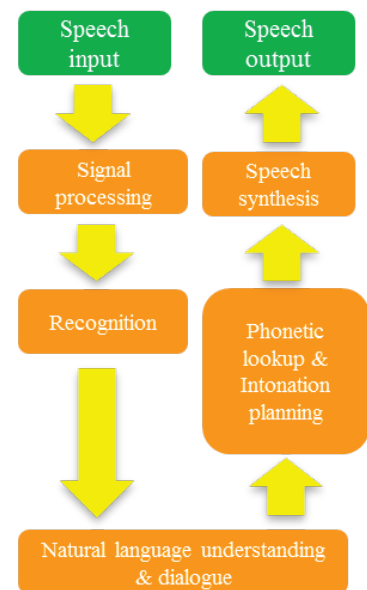 Speech
input
Signal
processing
Recognition
Natural language understanding
& dialogue
Phonetic
lookup &
Intonation
planning
Speech
synthesis
Speech
output